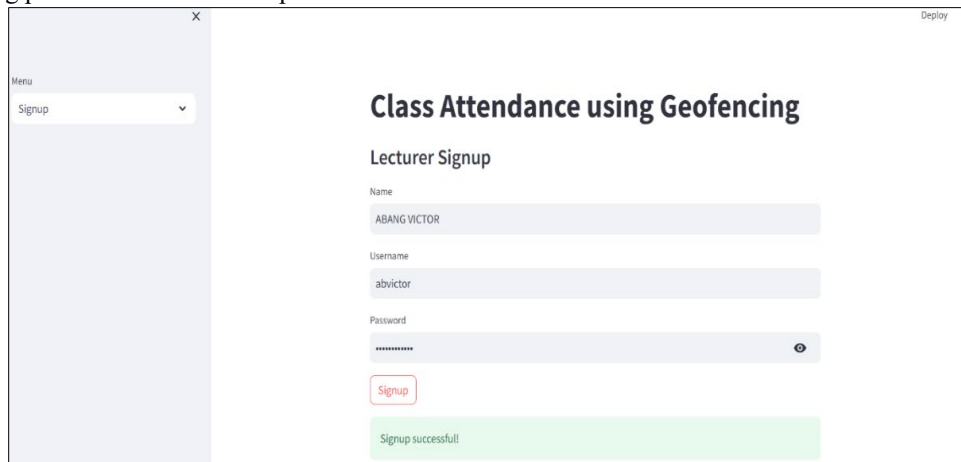 X
Deploy
Menu
Signup
Class Attendance using Geofencing
Lecturer Signup
Name
ABANG VICTOR
Username
abvictor
Password
••••••••••••
Signup
Signup successful!